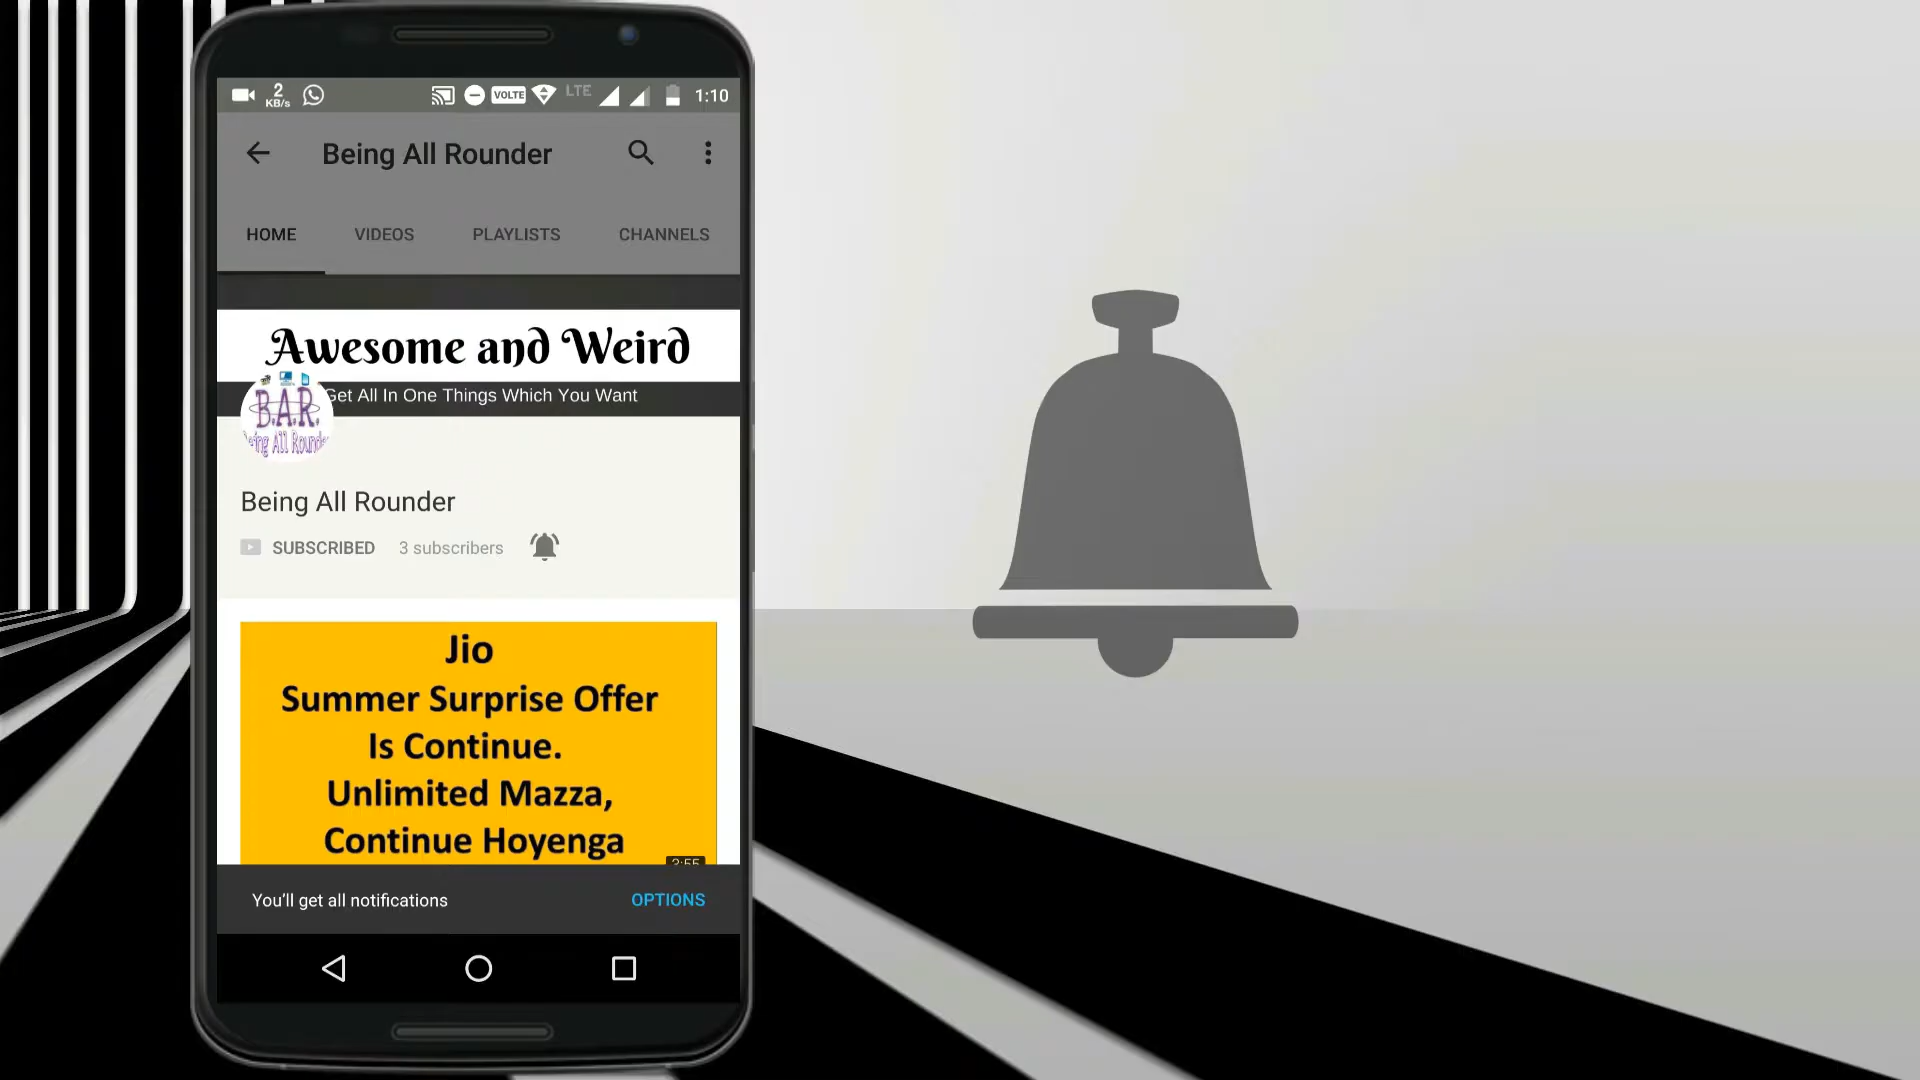 2
KB/s
VOLTE
LTE
1:10
Being All Rounder
HOME
VIDEOS
PLAYLISTS
CHANNELS
Awesome and Weird
Get All In One Things Which You Want
B.A.R.
Being All Rounder
SUBSCRIBED
3 subscribers
Jio
Summer Surprise Offer
Is Continue.
Unlimited Mazza,
Continue Hoyenga
3:55
You'll get all notifications
OPTIONS